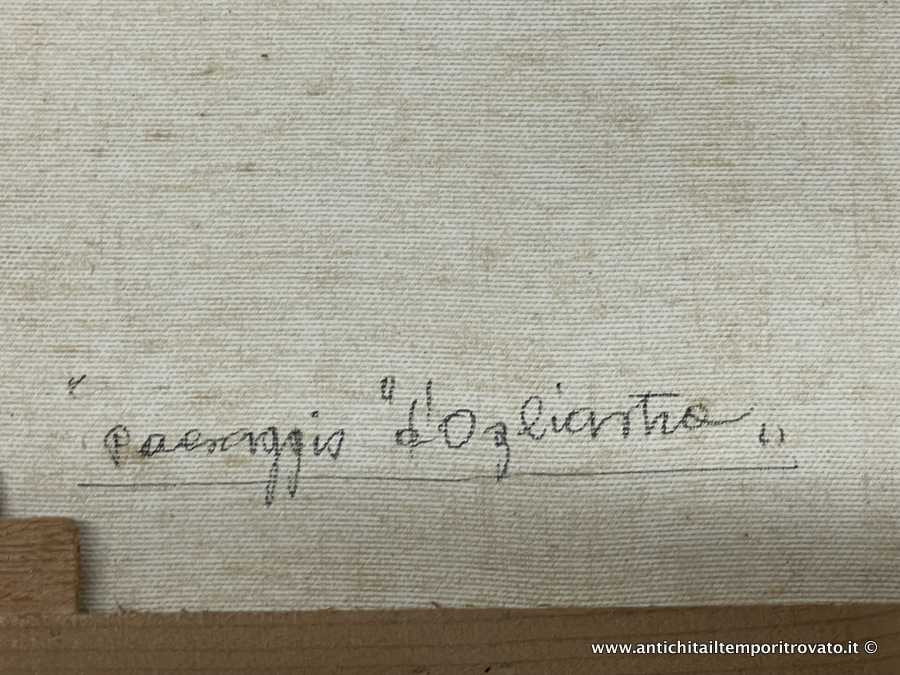 " Paesaggio " d'Ogliastra "
www.antichitailtemporitrovato.it ©